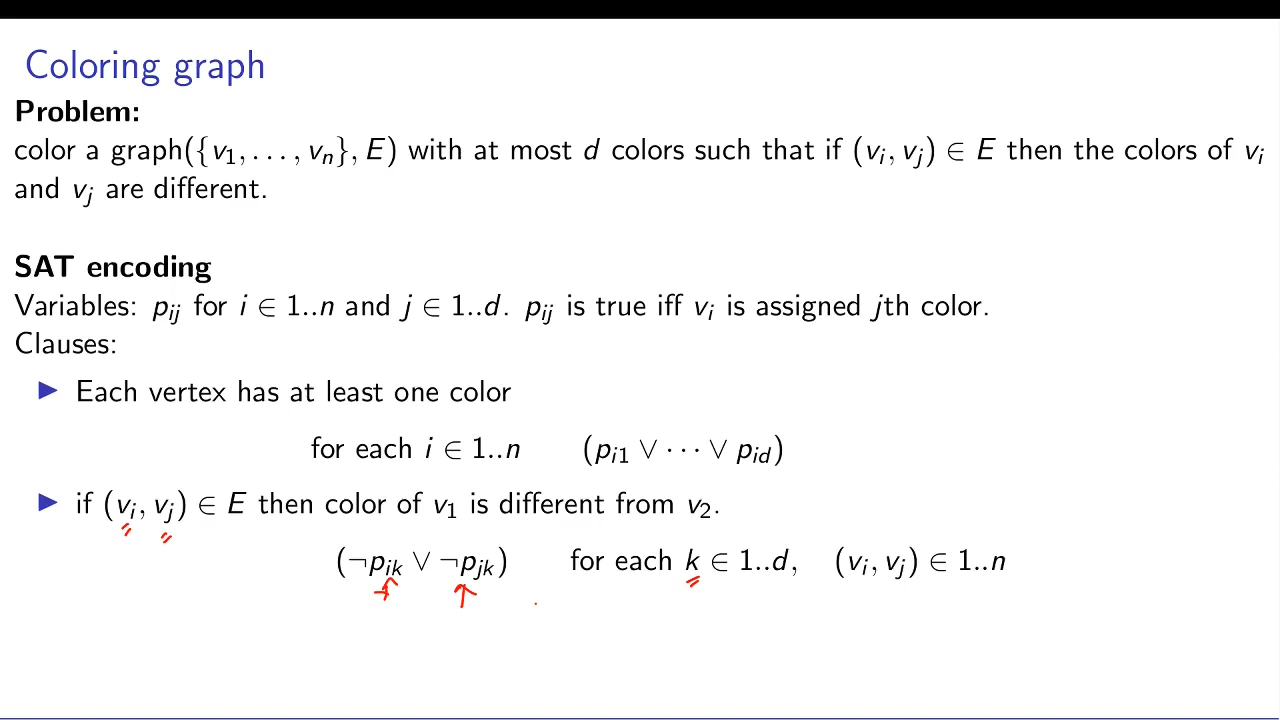 Coloring graph
Problem:
color a graph({v₁, . . . , vₙ}, E) with at most d colors such that if (vᵢ, vⱼ) ∈ E then the colors of vᵢ
and vⱼ are different.
SAT encoding
Variables: pᵢⱼ for i ∈ 1..n and j ∈ 1..d. pᵢⱼ is true iff vᵢ is assigned jth color.
Clauses:
▶ Each vertex has at least one color
for each i ∈ 1..n (pᵢ₁ ∨ · · · ∨ p_{id})
▶ if (vᵢ, vⱼ) ∈ E then color of v₁ is different from v₂.
(¬pᵢₖ ∨ ¬pⱼₖ) for each k ∈ 1..d, (vᵢ, vⱼ) ∈ 1..n